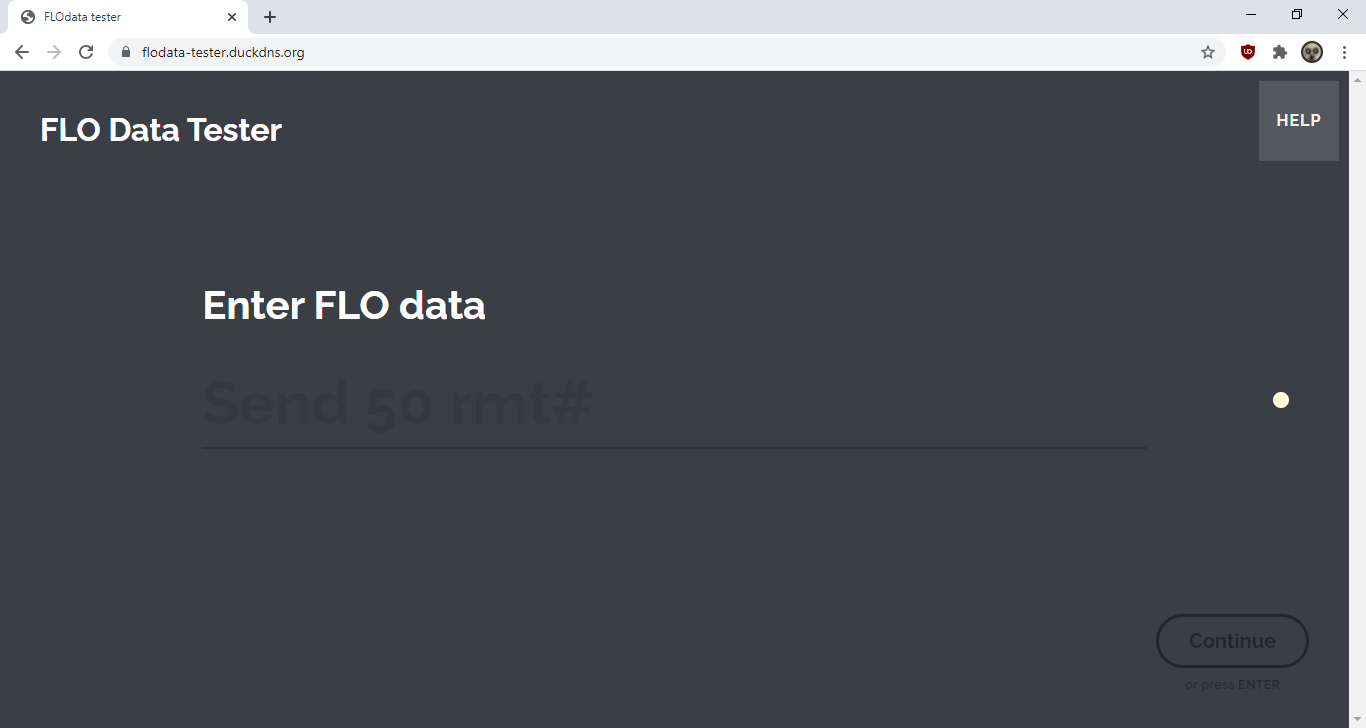 FLOdata tester
flodata-tester.duckdns.org
FLO Data Tester
HELP
Enter FLO data
Send 50 rmt#
Continue
or press ENTER